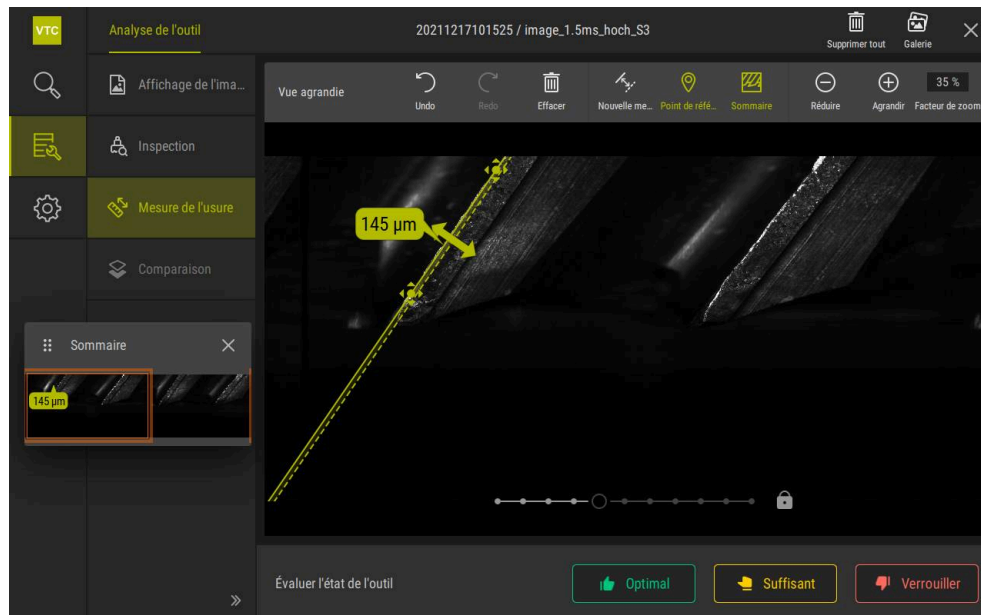 VTC
Analyse de l'outil
20211217101525 / image_1.5ms_hoch_S3
Supprimer tout
Galerie
Affichage de l'ima...
Inspection
Mesure de l'usure
Comparaison
Vue agrandie
Undo
Redo
Effacer
Nouvelle me...
Point de réfé...
Sommaire
Réduire
Agrandir
35 %
Facteur de zoom
145 µm
Sommaire
145 µm
Évaluer l'état de l'outil
Optimal
Suffisant
Verrouiller